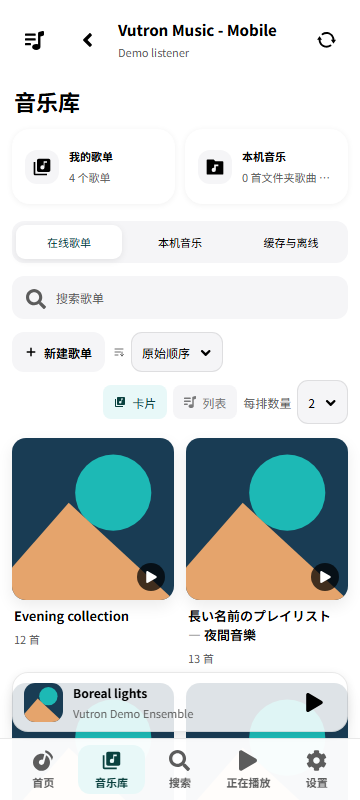 Vutron Music - Mobile
Demo listener
音乐库
我的歌单
4 个歌单
本机音乐
0 首文件夹歌曲 ⋯
在线歌单
本机音乐
缓存与离线
搜索歌单
新建歌单
原始顺序
卡片
列表
每排数量
2
Evening collection
12 首
長い名前のプレイリスト
— 夜間音樂
13 首
Boreal lights
Vutron Demo Ensemble
首页
音乐库
搜索
正在播放
设置